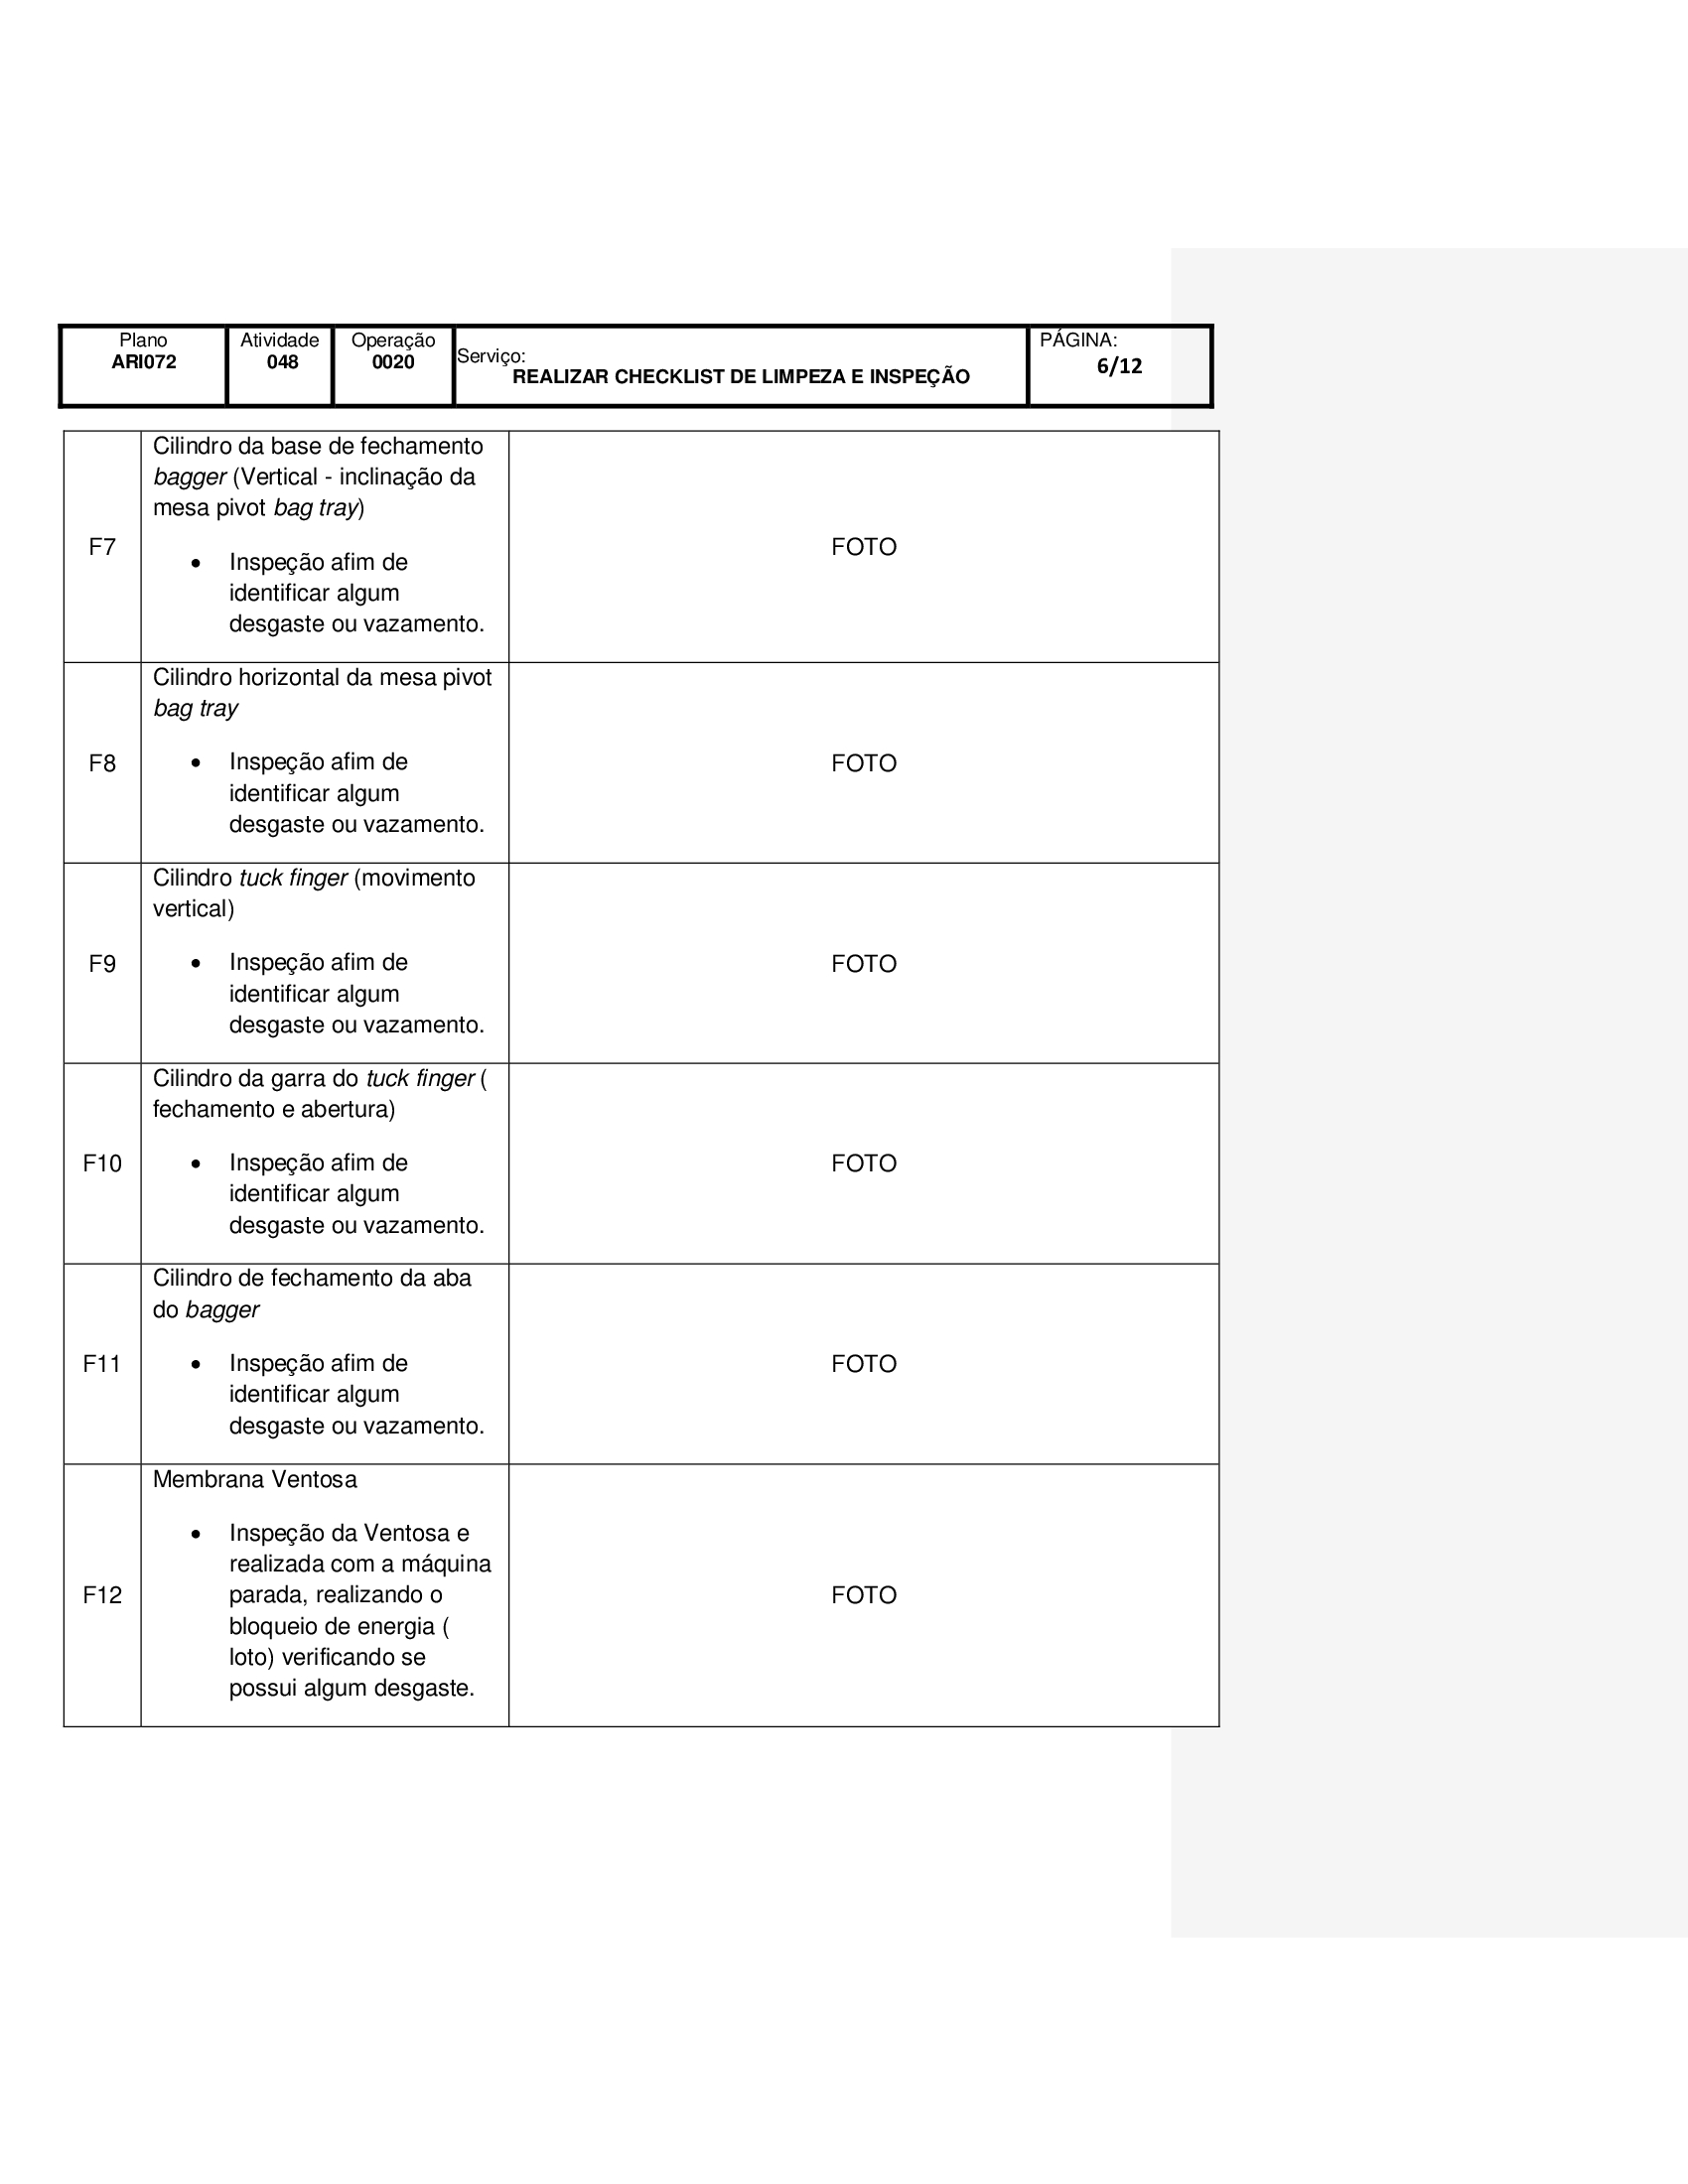 Plano
ARI072
Atividade
048
Operação
0020
Serviço:
REALIZAR CHECKLIST DE LIMPEZA E INSPEÇÃO
PÁGINA:
6/12
F7
Cilindro da base de fechamento
bagger (Vertical - inclinação da
mesa pivot bag tray)
• Inspeção afim de
identificar algum
desgaste ou vazamento.
FOTO
F8
Cilindro horizontal da mesa pivot
bag tray
• Inspeção afim de
identificar algum
desgaste ou vazamento.
FOTO
F9
Cilindro tuck finger (movimento
vertical)
• Inspeção afim de
identificar algum
desgaste ou vazamento.
FOTO
F10
Cilindro da garra do tuck finger (
fechamento e abertura)
• Inspeção afim de
identificar algum
desgaste ou vazamento.
FOTO
F11
Cilindro de fechamento da aba
do bagger
• Inspeção afim de
identificar algum
desgaste ou vazamento.
FOTO
F12
Membrana Ventosa
• Inspeção da Ventosa e
realizada com a máquina
parada, realizando o
bloqueio de energia (
loto) verificando se
possui algum desgaste.
FOTO